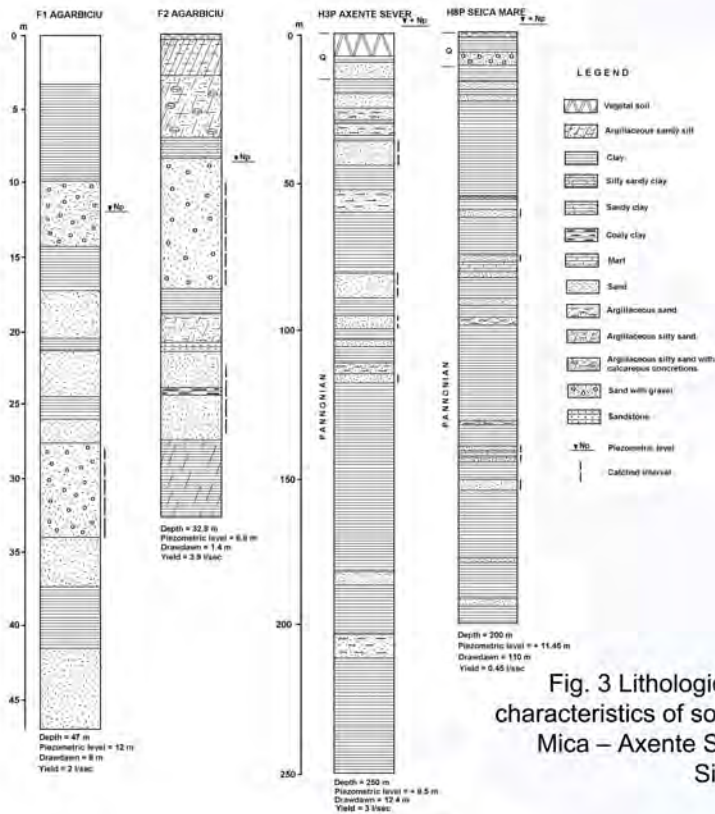 F1 AGARBICIU
F2 AGARBICIU
H3P AXENTE SEVER
H8P SEICA MARE
m
0
5
10
15
20
25
30
35
40
45
Np
Depth = 47 m
Piezometric level = 12 m
Drawdawn = 8 m
Yield = 2 l/sec
Np
Depth = 32.8 m
Piezometric level = 6.8 m
Drawdawn = 1.4 m
Yield = 3.9 l/sec
m
0
50
100
150
200
250
+ Np
Q
PANNONIAN
Depth = 250 m
Piezometric level = + 9.5 m
Drawdawn = 12.4 m
Yield = 3 l/sec
+ Np
Q
PANNONIAN
Depth = 200 m
Piezometric level = + 11.45 m
Drawdawn = 110 m
Yield = 0.45 l/sec
LEGEND
Vegetal soil
Argillaceous sandy silt
Clay
Silty sandy clay
Sandy clay
Coaly clay
Marl
Sand
Argillaceous sand
Argillaceous silty sand
Argillaceous silty sand with
calcareous concretions
Sand with gravel
Sandstone
Np Piezometric level
Catched interval
Fig. 3 Lithologic
characteristics of so
Mica – Axente S
Si